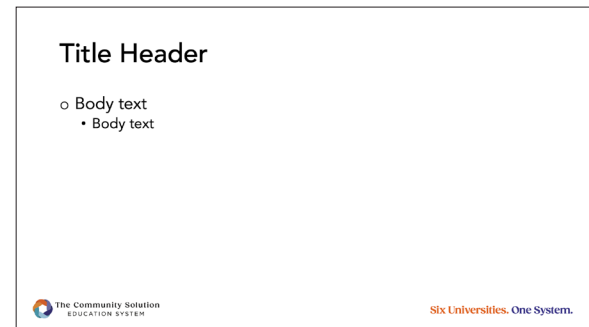 Title Header
○ Body text
• Body text
The Community Solution
EDUCATION SYSTEM
Six Universities. One System.